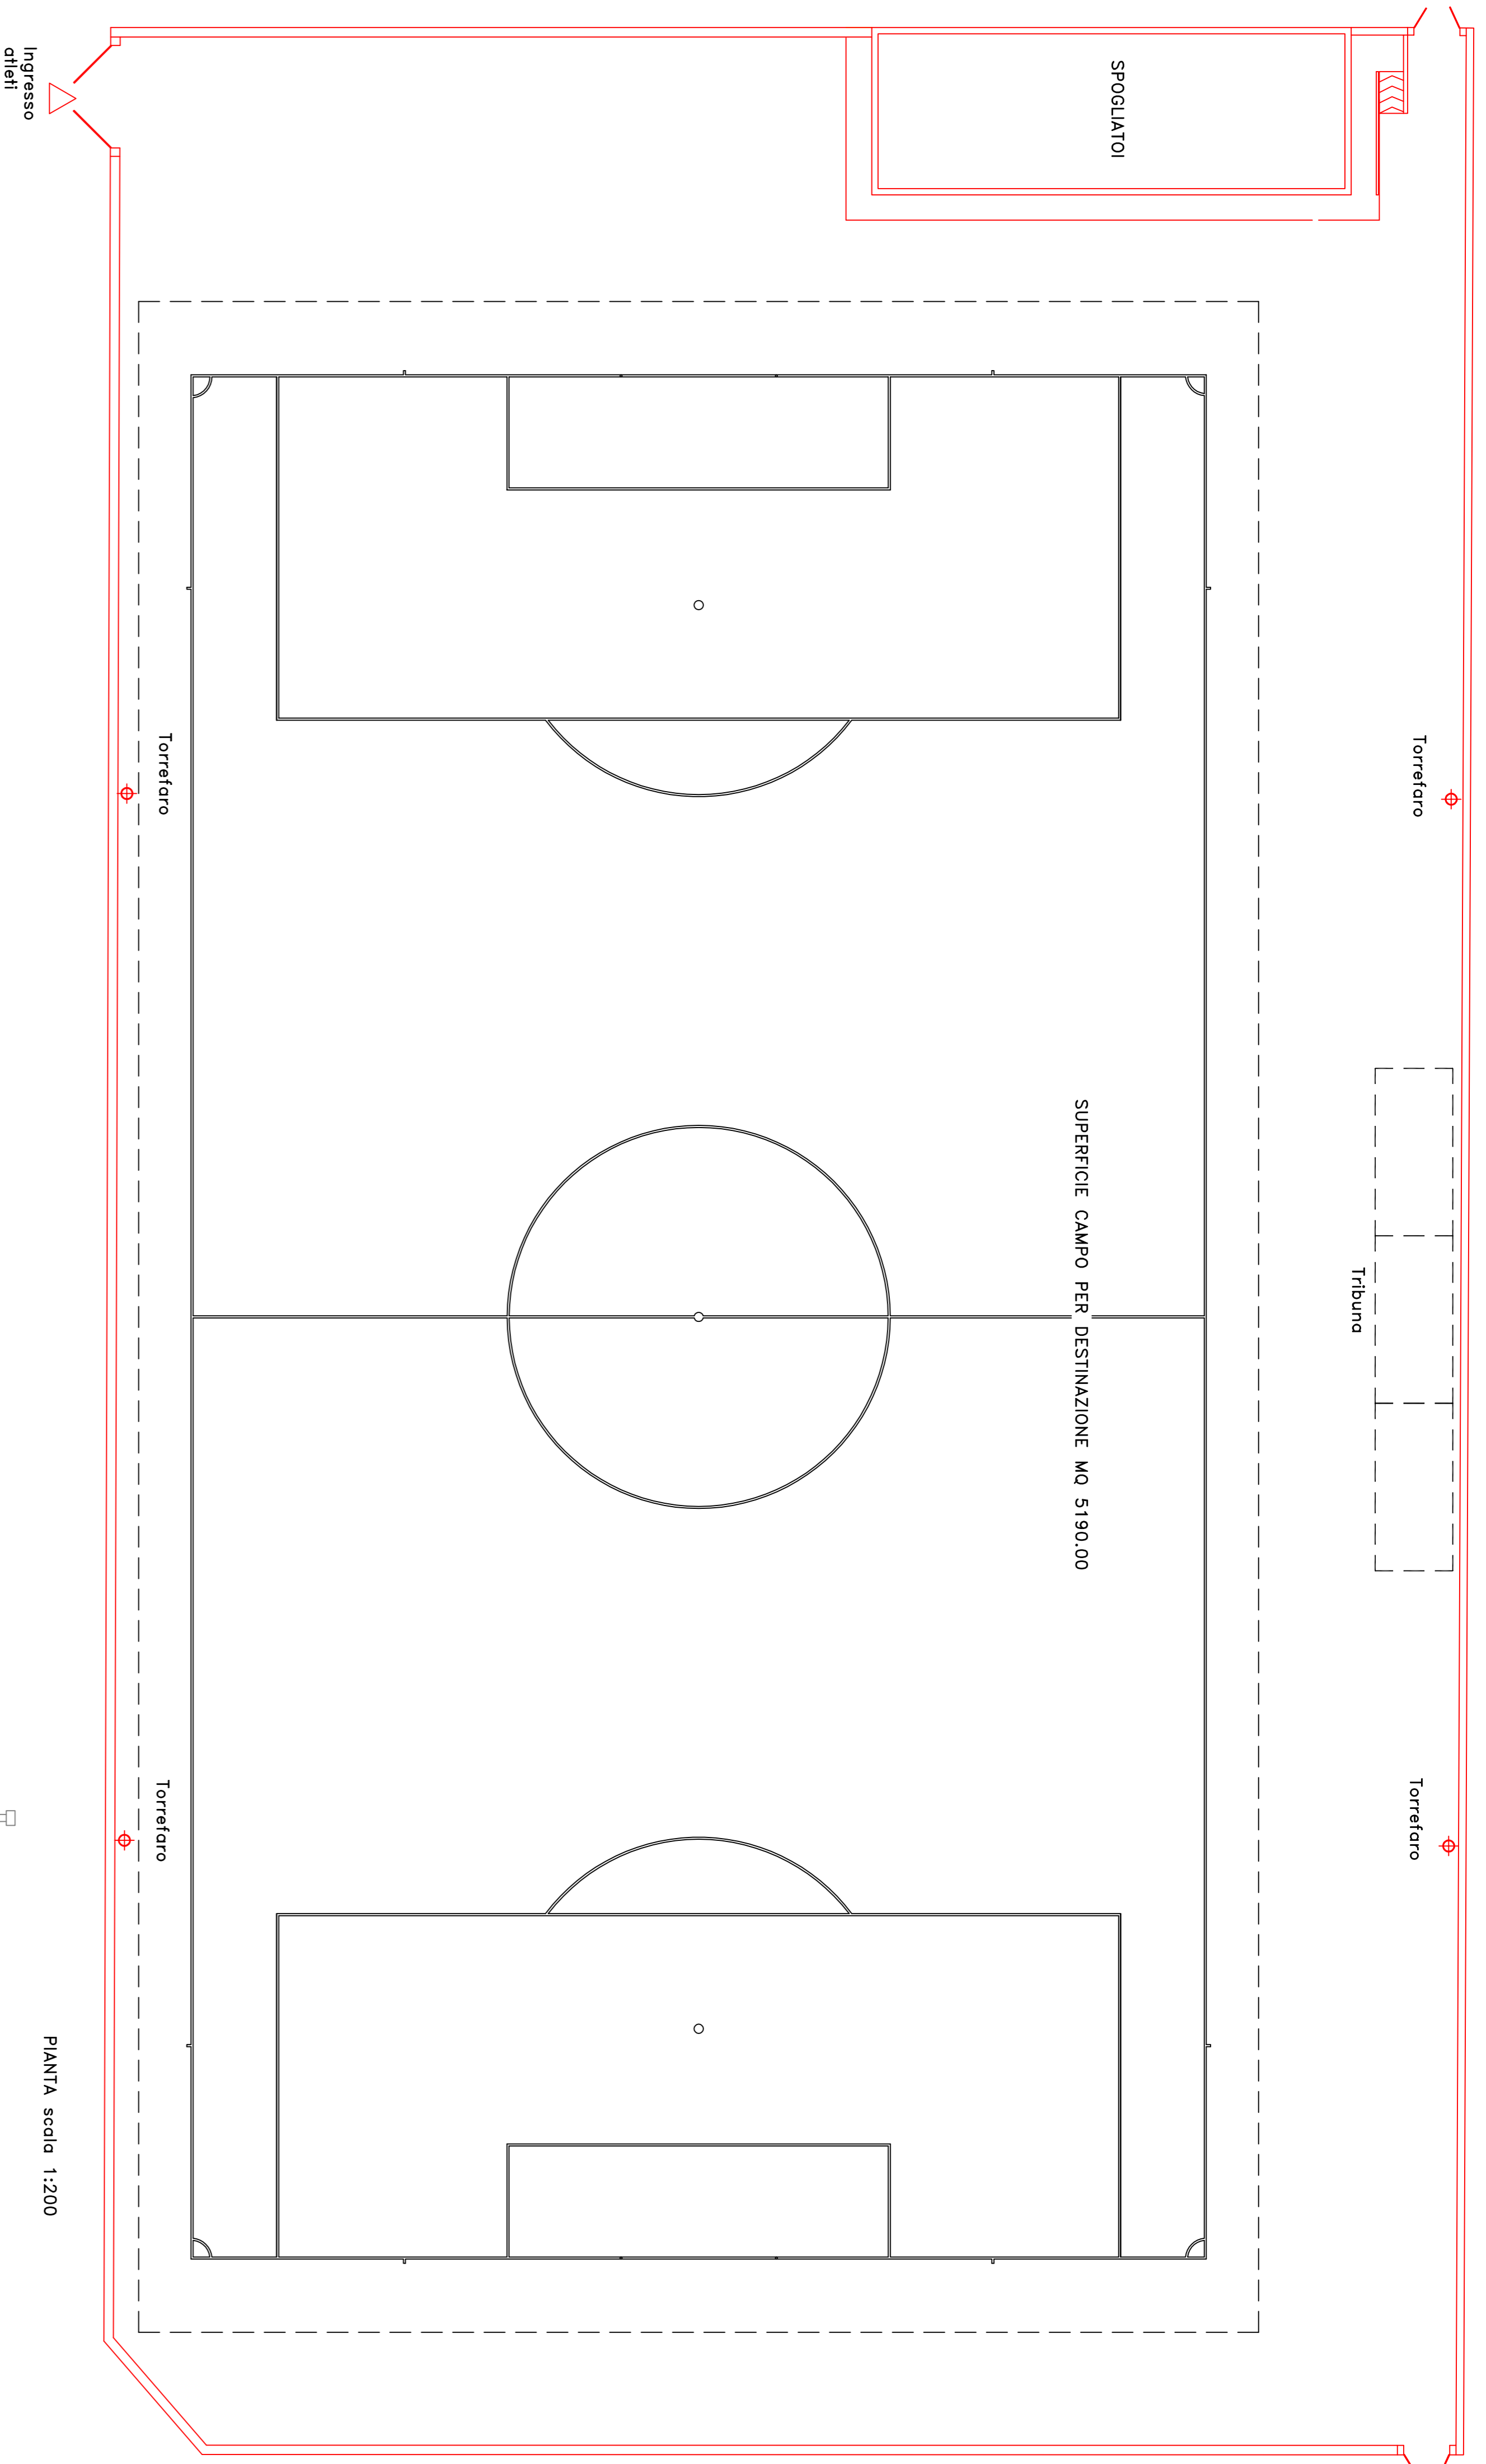 Ingresso
atleti
SPOGLIATOI
Torrefaro
Torrefaro
Tribuna
SUPERFICIE CAMPO PER DESTINAZIONE MQ 5190.00
Torrefaro
Torrefaro
PIANTA scala 1:200